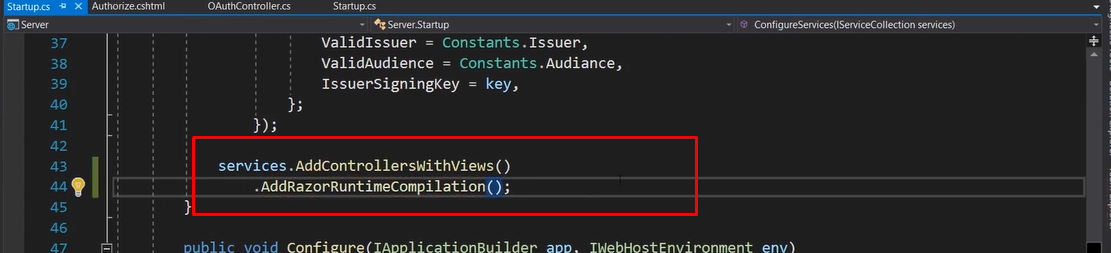 Startup.cs Authorize.cshtml OAuthController.cs Startup.cs
Server Server.Startup ConfigureServices(IServiceCollection services)
37 ValidIssuer = Constants.Issuer,
38 ValidAudience = Constants.Audiance,
39 IssuerSigningKey = key,
40 };
41 });
42
43 services.AddControllersWithViews()
44 .AddRazorRuntimeCompilation();
45 }
46
47 public void Configure(IApplicationBuilder app, IWebHostEnvironment env)